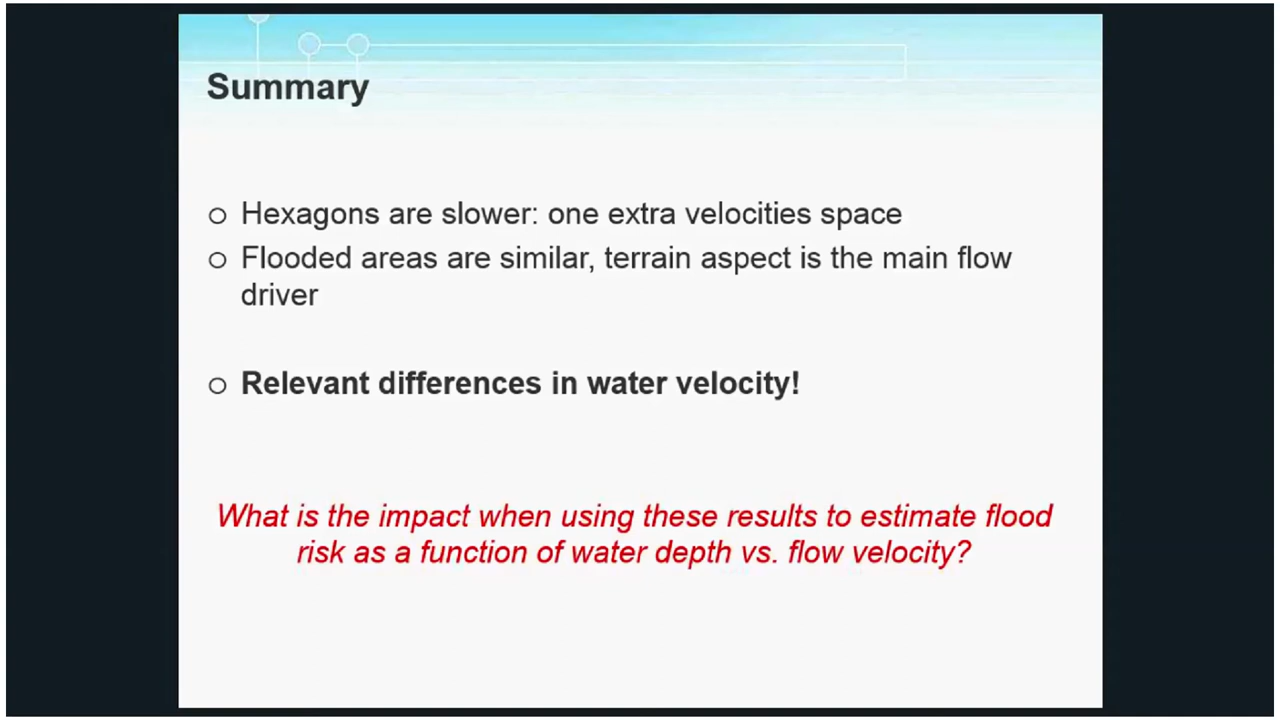 Summary
Hexagons are slower: one extra velocities space
Flooded areas are similar, terrain aspect is the main flow
driver
Relevant differences in water velocity!
What is the impact when using these results to estimate flood
risk as a function of water depth vs. flow velocity?